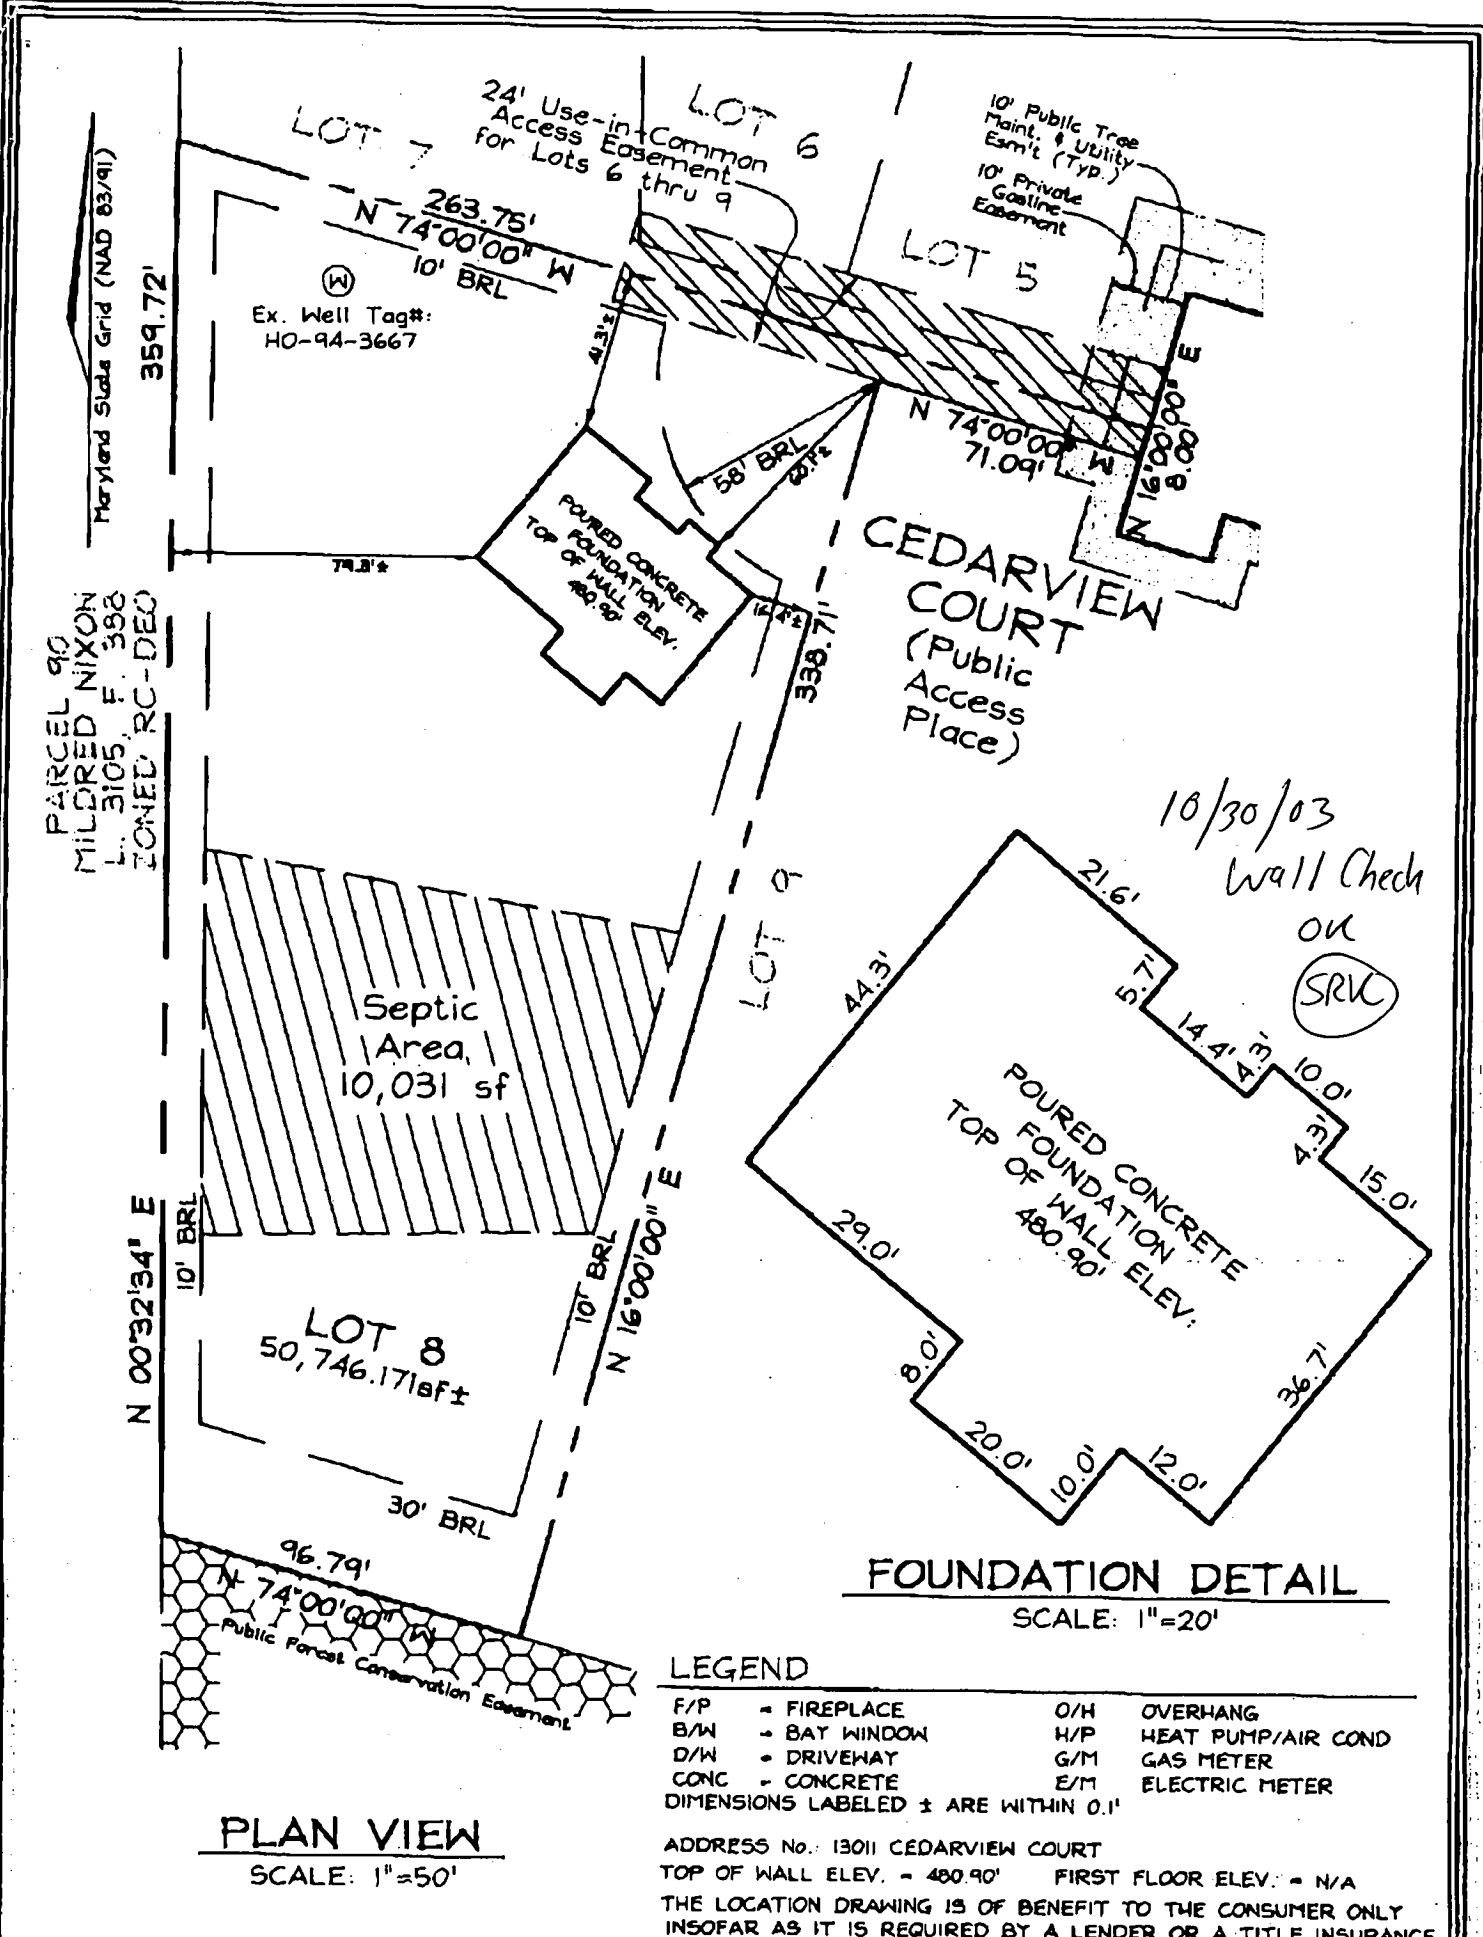 LOT 7
24' Use-in-Common
Access Easement
for Lots 6 thru 9
LOT 6
10' Public Tree
Maint. & Utility
Esm't (Typ.)
10' Private
Gasline
Easement
LOT 5
Maryland State Grid (NAD 83/91)
359.72'
263.75'
N 74°00'00" W
10' BRL
W
Ex. Well Tag#:
HO-94-3667
41.3'±
58' BRL
N 74°00'00" W
71.09'
N 16°00'00" E
8.00'
POURED CONCRETE
FOUNDATION
TOP OF WALL ELEV.
480.90'
CEDARVIEW
COURT
(Public
Access
Place)
338.71'
PARCEL 90
MILDRED NIXON
L. 3105, F. 388
ZONED RC-DEO
10/30/03
Wall Check
OK
SRK
LOT 9
Septic
Area
10,031 sf
21.6'
44.3'
5.7'
14.4'
4.3'
10.0'
4.3'
15.0'
POURED CONCRETE
FOUNDATION
TOP OF WALL ELEV:
480.90'
29.0'
8.0'
20.0'
10.0'
12.0'
36.7'
N 00°32'34" E
10' BRL
10' BRL
N 16°00'00" E
LOT 8
50,746.171sf±
30' BRL
96.79'
N 74°00'00" W
Public Forest Conservation Easement
FOUNDATION DETAIL
SCALE: 1"=20'
LEGEND
F/P = FIREPLACE O/H OVERHANG
B/W = BAY WINDOW H/P HEAT PUMP/AIR COND
D/W = DRIVEWAY G/M GAS METER
CONC = CONCRETE E/M ELECTRIC METER
DIMENSIONS LABELED ± ARE WITHIN 0.1'
PLAN VIEW
SCALE: 1"=50'
ADDRESS No.: 13011 CEDARVIEW COURT
TOP OF WALL ELEV. = 480.90' FIRST FLOOR ELEV. = N/A
THE LOCATION DRAWING IS OF BENEFIT TO THE CONSUMER ONLY
INSOFAR AS IT IS REQUIRED BY A LENDER OR A TITLE INSURANCE